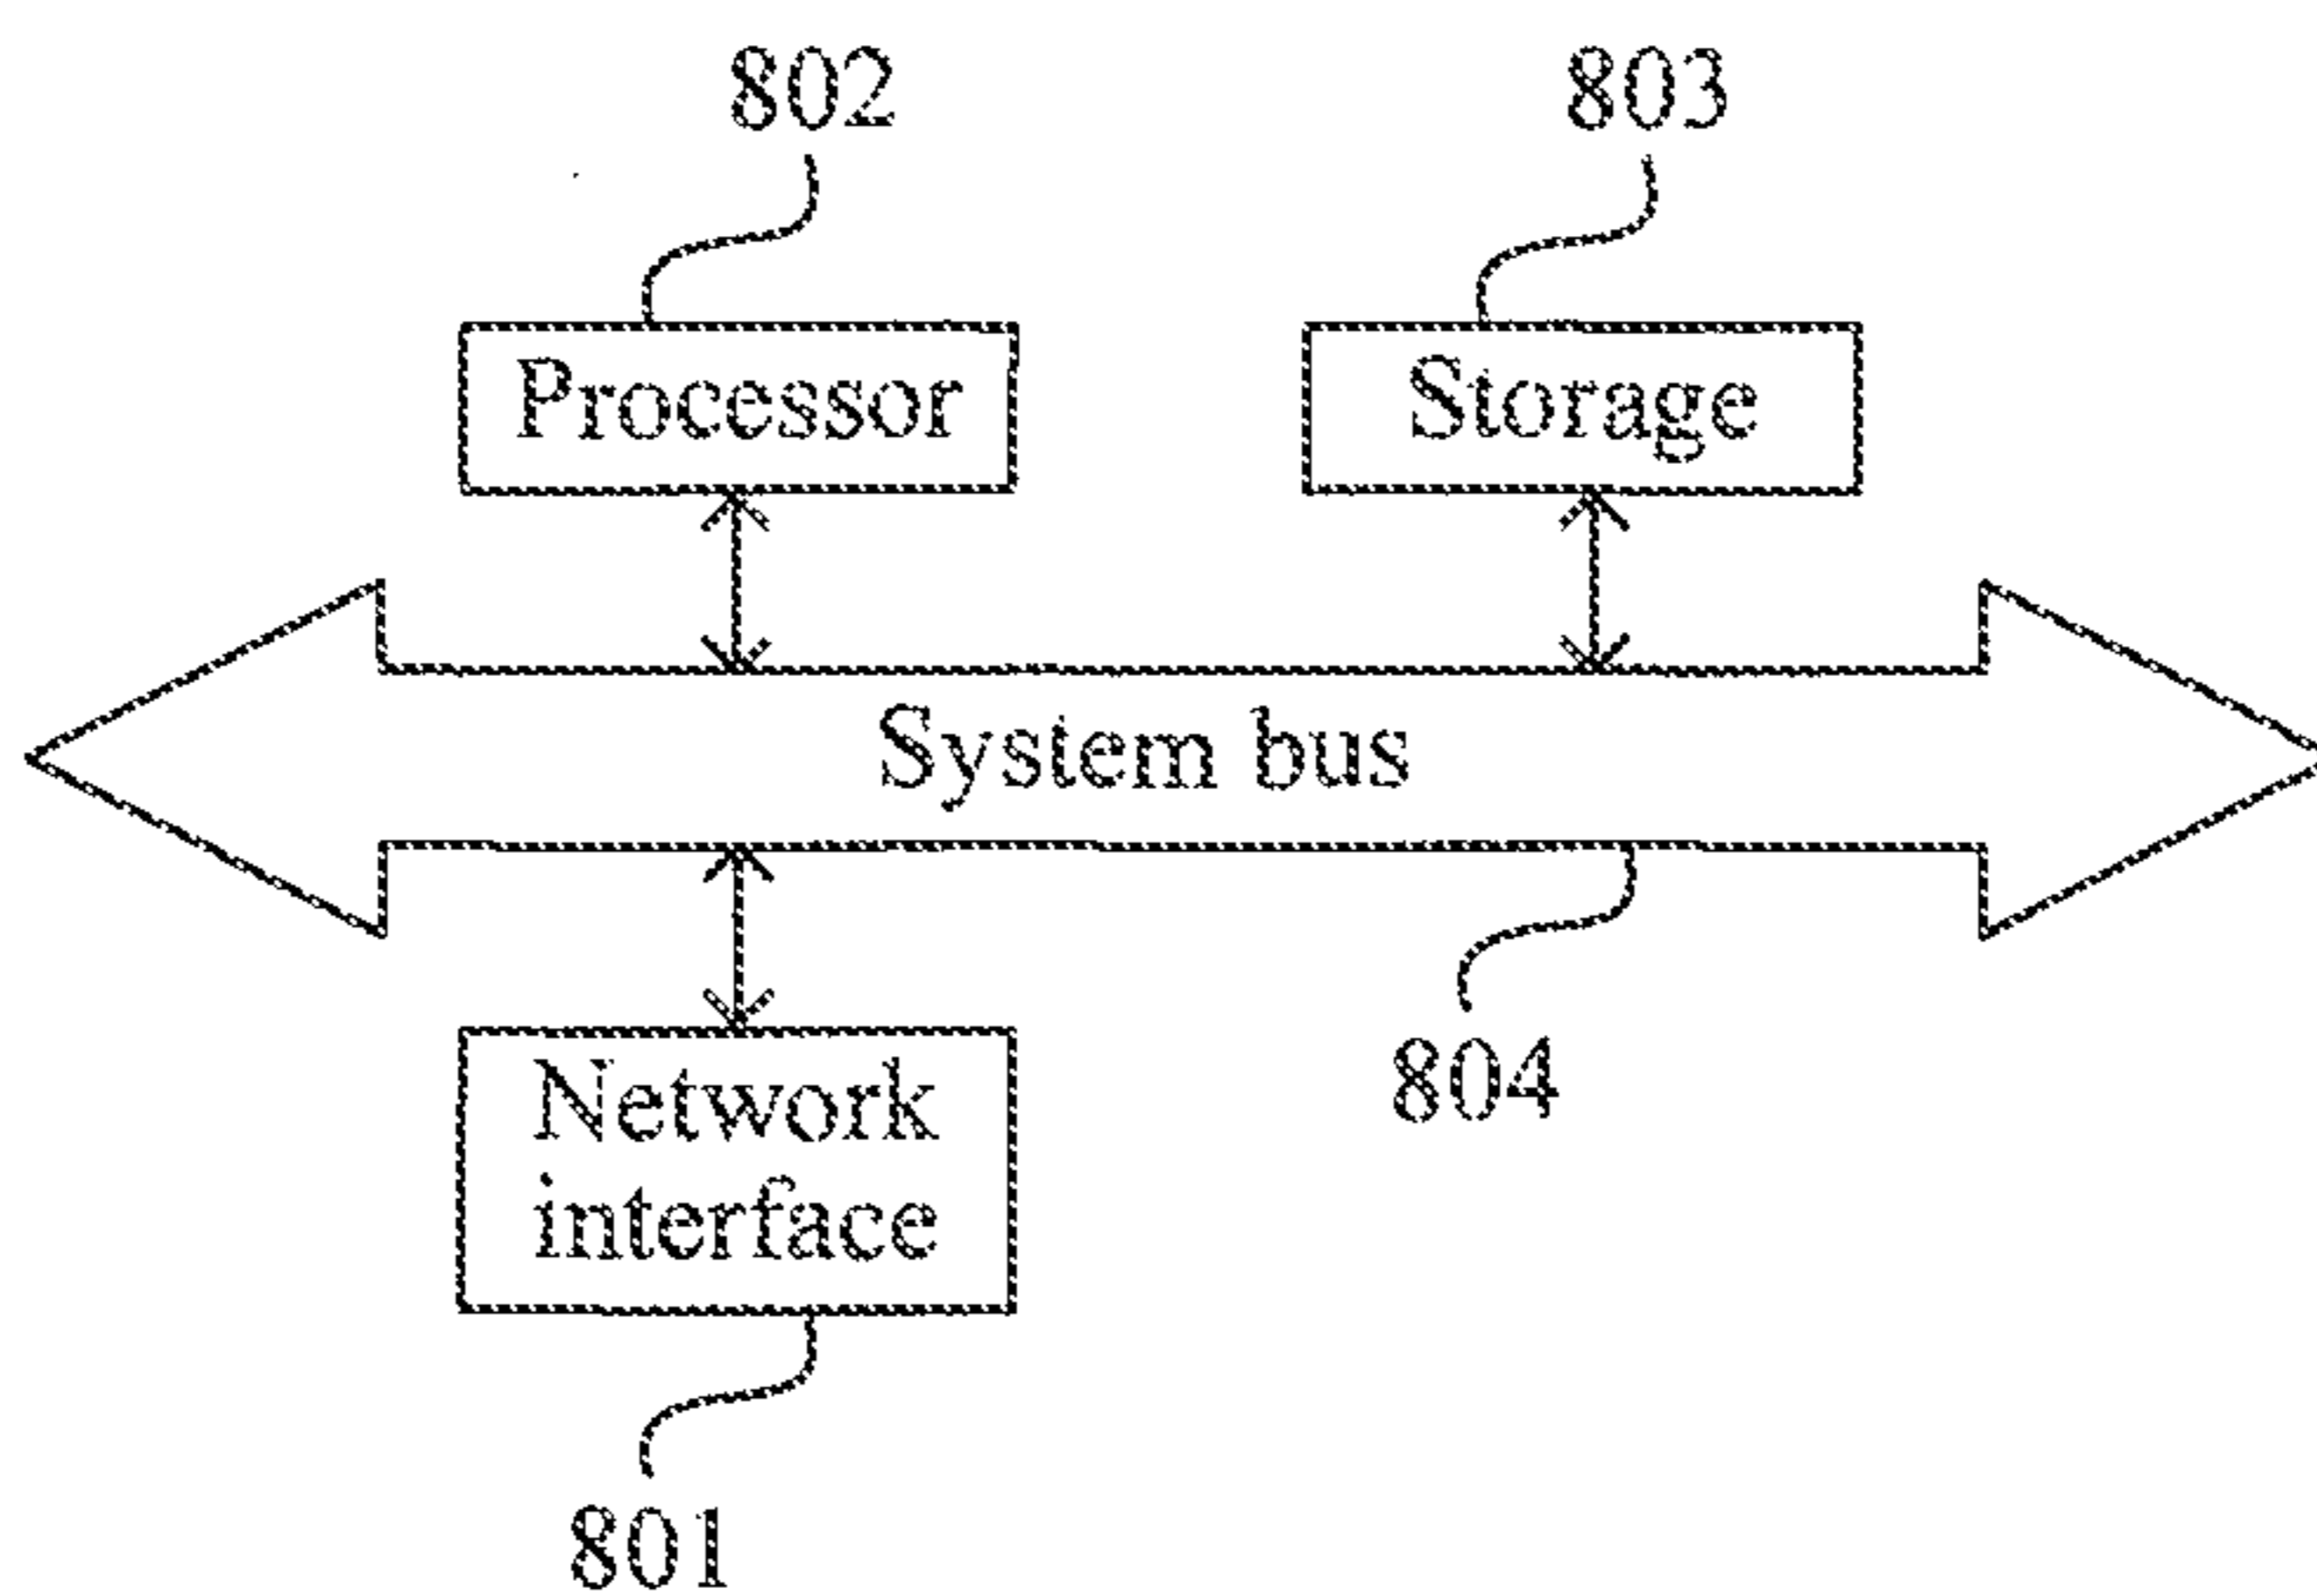 802
803
Processor
Storage
System bus
804
Network
interface
801